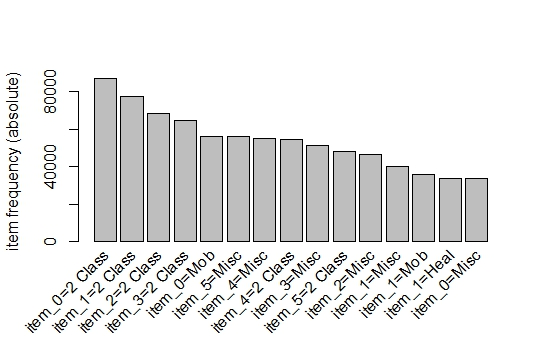 item frequency (absolute)
80000
40000
0
item_0=2 Class
item_1=2 Class
item_2=2 Class
item_3=2 Class
item_0=Mob
item_5=Misc
item_4=Misc
item_4=2 Class
item_3=Misc
item_5=2 Class
item_2=Misc
item_1=Misc
item_1=Mob
item_1=Heal
item_0=Misc